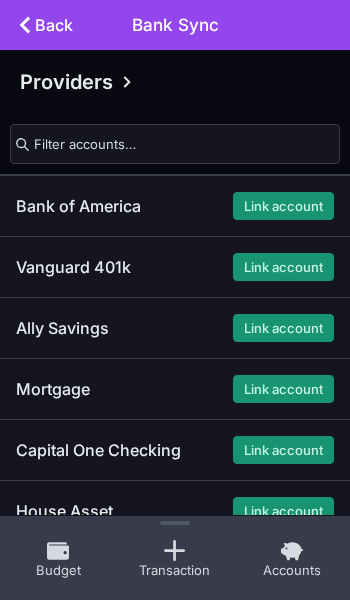 Back
Bank Sync
Providers
Filter accounts...
Bank of America
Link account
Vanguard 401k
Link account
Ally Savings
Link account
Mortgage
Link account
Capital One Checking
Link account
House Asset
Link account
Budget
Transaction
Accounts